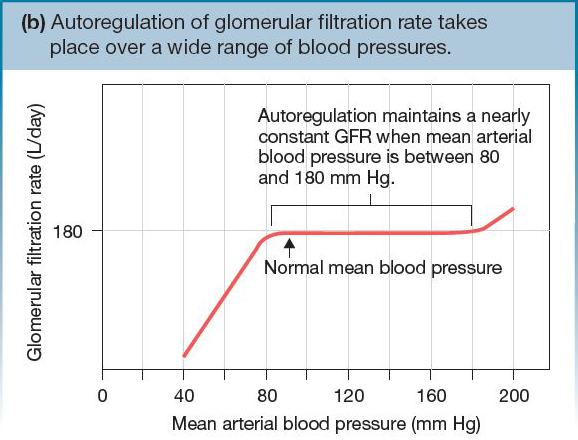 (b) Autoregulation of glomerular filtration rate takes
place over a wide range of blood pressures.
Autoregulation maintains a nearly
constant GFR when mean arterial
blood pressure is between 80
and 180 mm Hg.
Glomerular filtration rate (L/day)
180
Normal mean blood pressure
0 40 80 120 160 200
Mean arterial blood pressure (mm Hg)